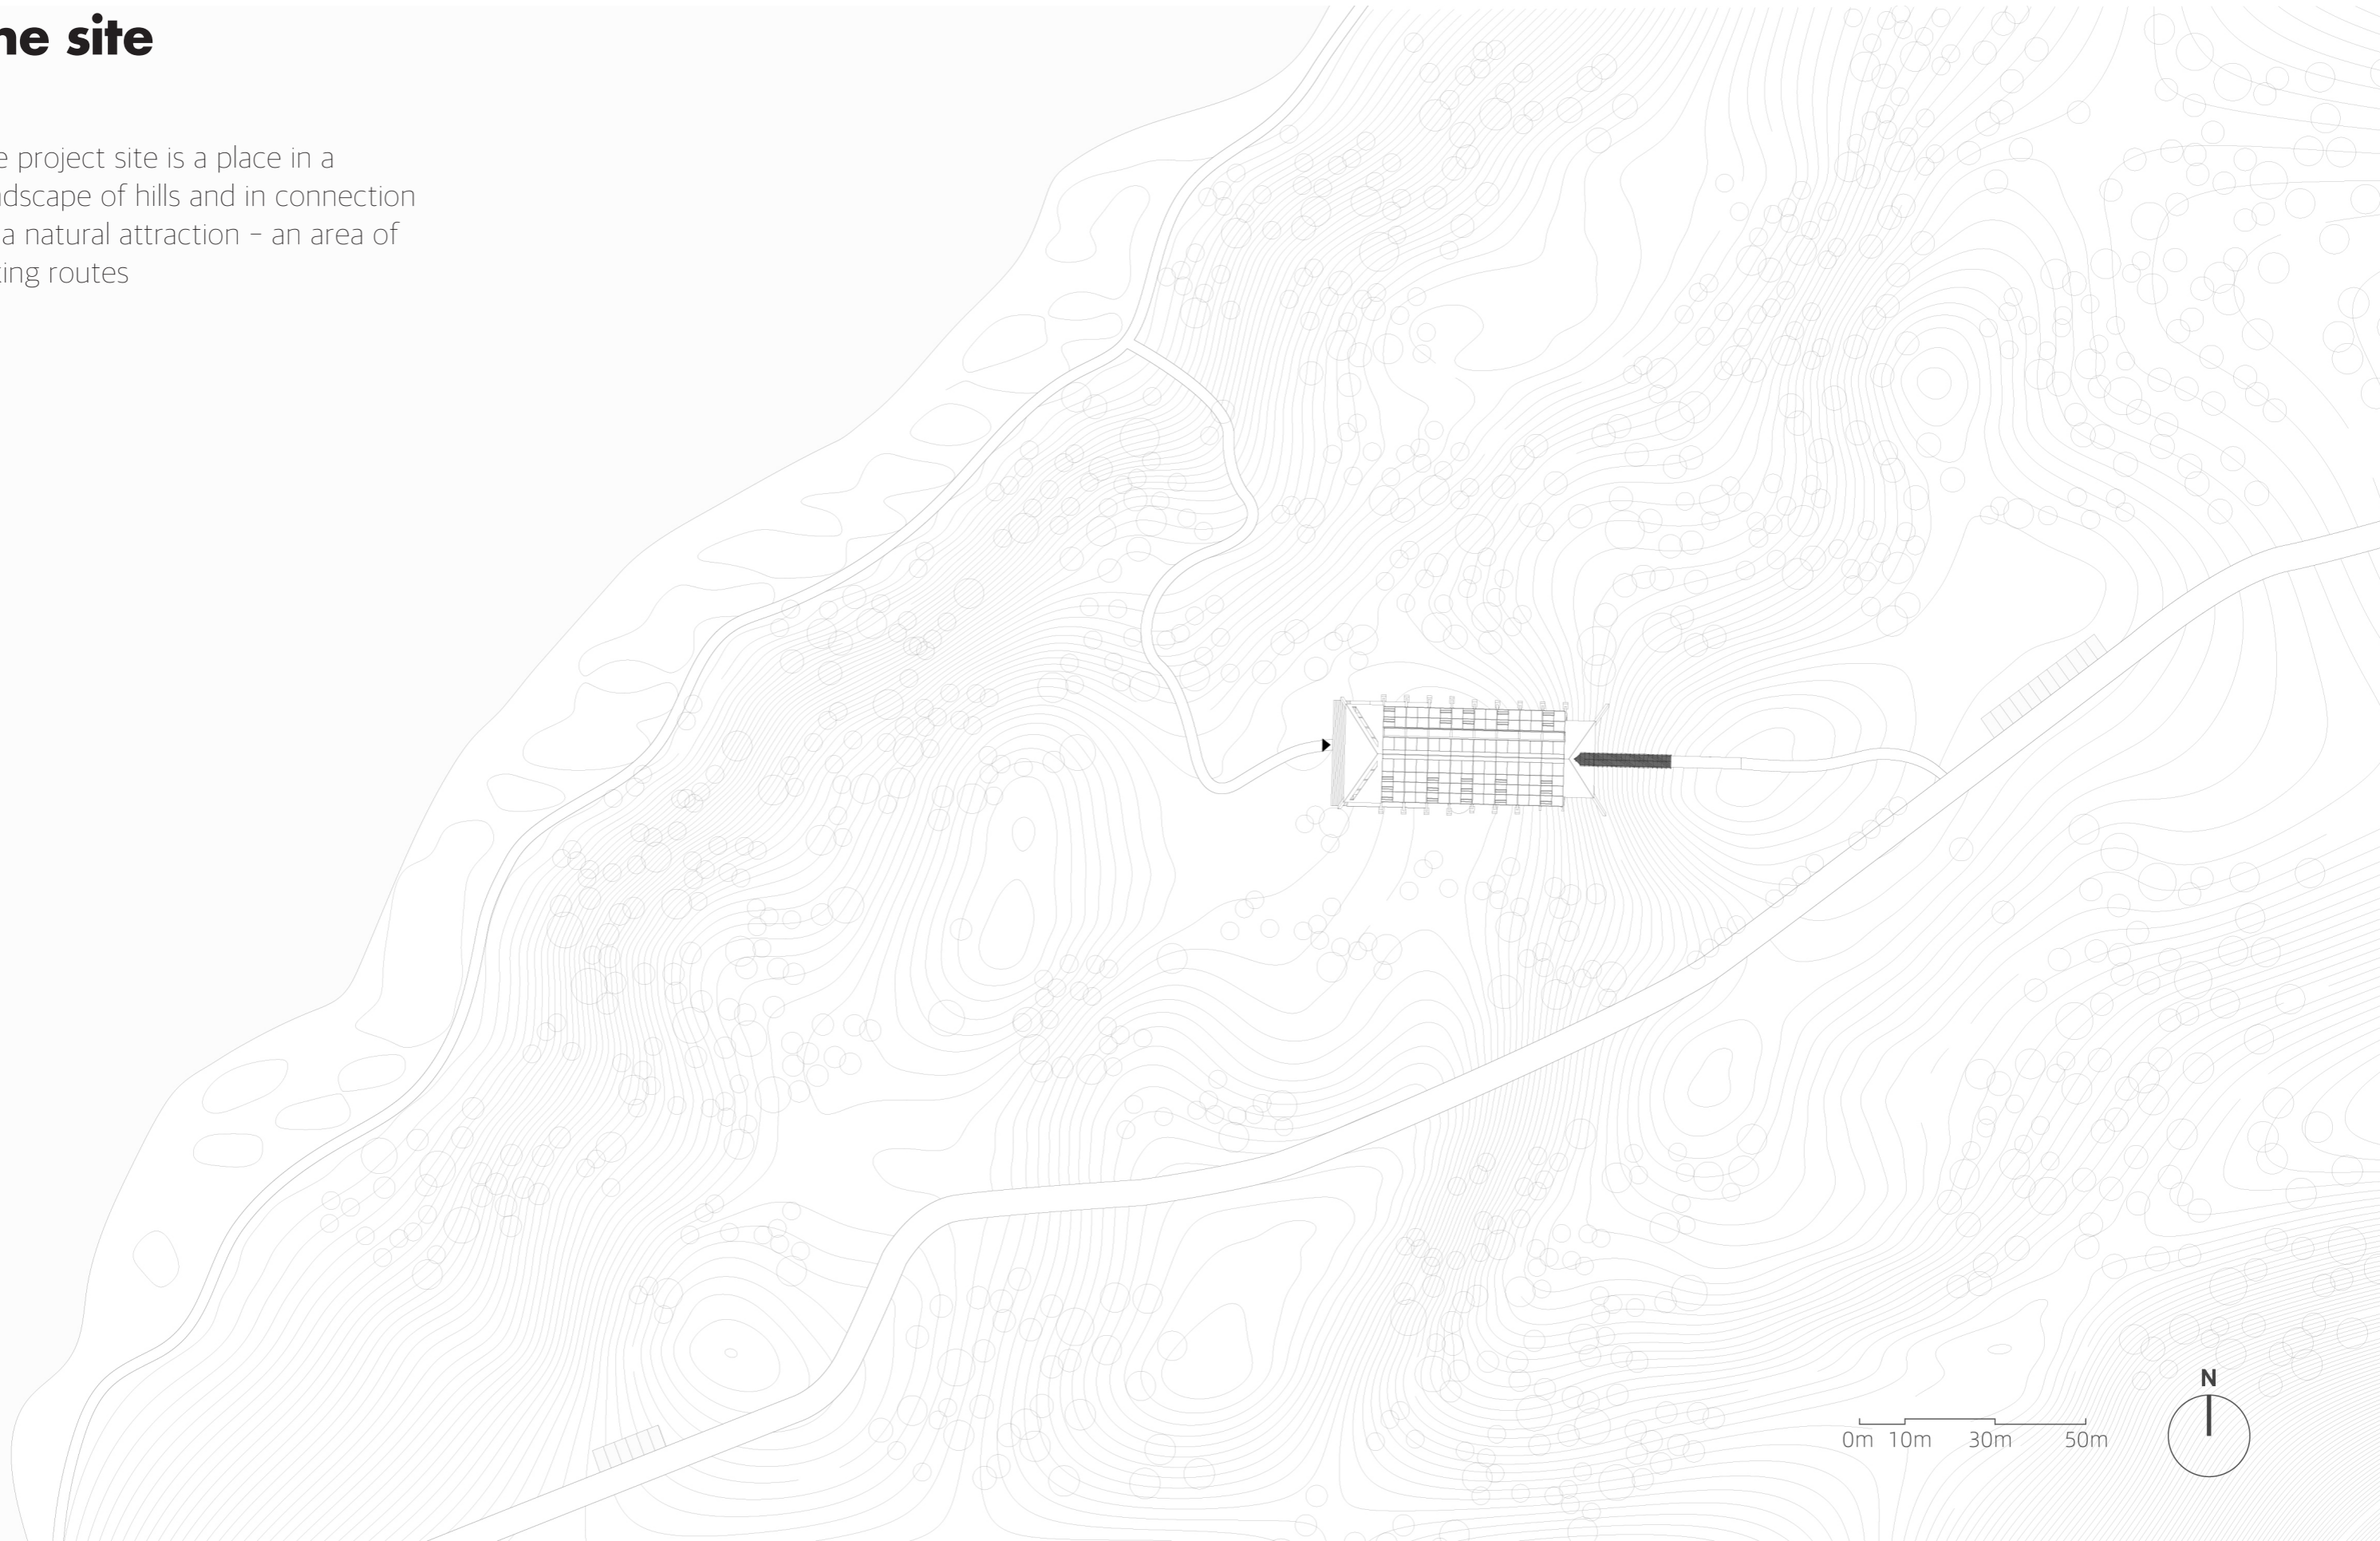 ne site
e project site is a place in a
dscape of hills and in connection
a natural attraction – an area of
ing routes
N
0m 10m 30m 50m